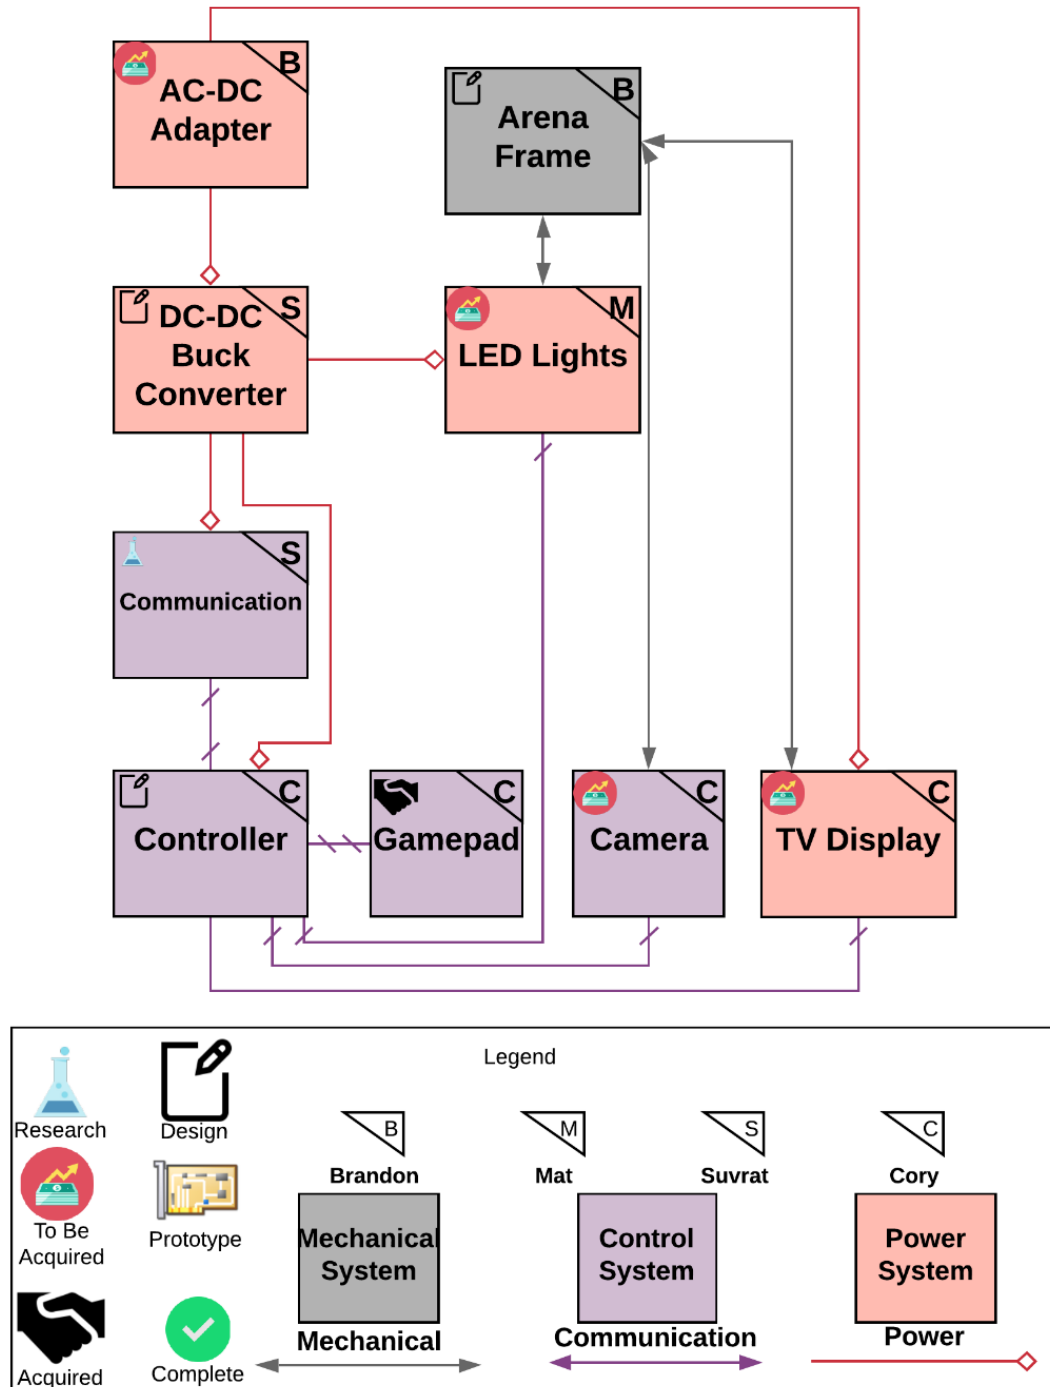 B
AC-DC
Adapter
B
Arena
Frame
S
DC-DC
Buck
Converter
M
LED Lights
S
Communication
C
Controller
C
Gamepad
C
Camera
C
TV Display
Legend
Research
Design
To Be
Acquired
Prototype
Acquired
Complete
B
Brandon
M
Mat
S
Suvrat
C
Cory
Mechanical
System
Control
System
Power
System
Mechanical
Communication
Power